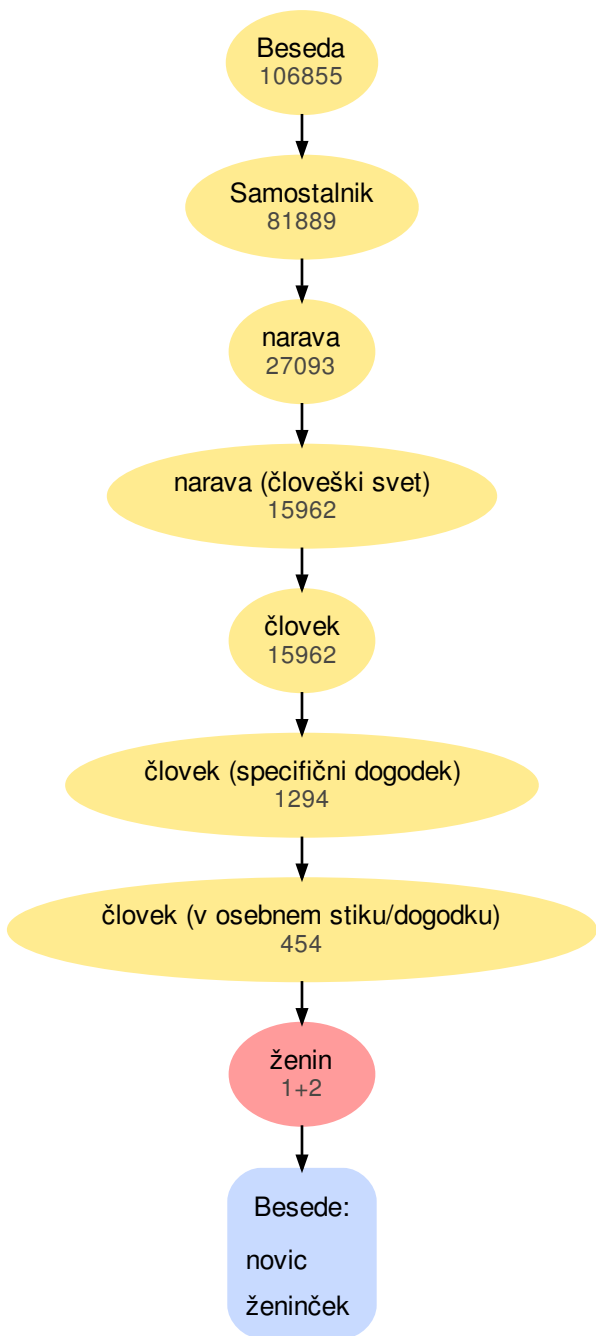 Beseda
106855
Samostalnik
81889
narava
27093
narava (človeški svet)
15962
človek
15962
človek (specifični dogodek)
1294
človek (v osebnem stiku/dogodku)
454
ženin
1+2
Besede:
novic
ženinček